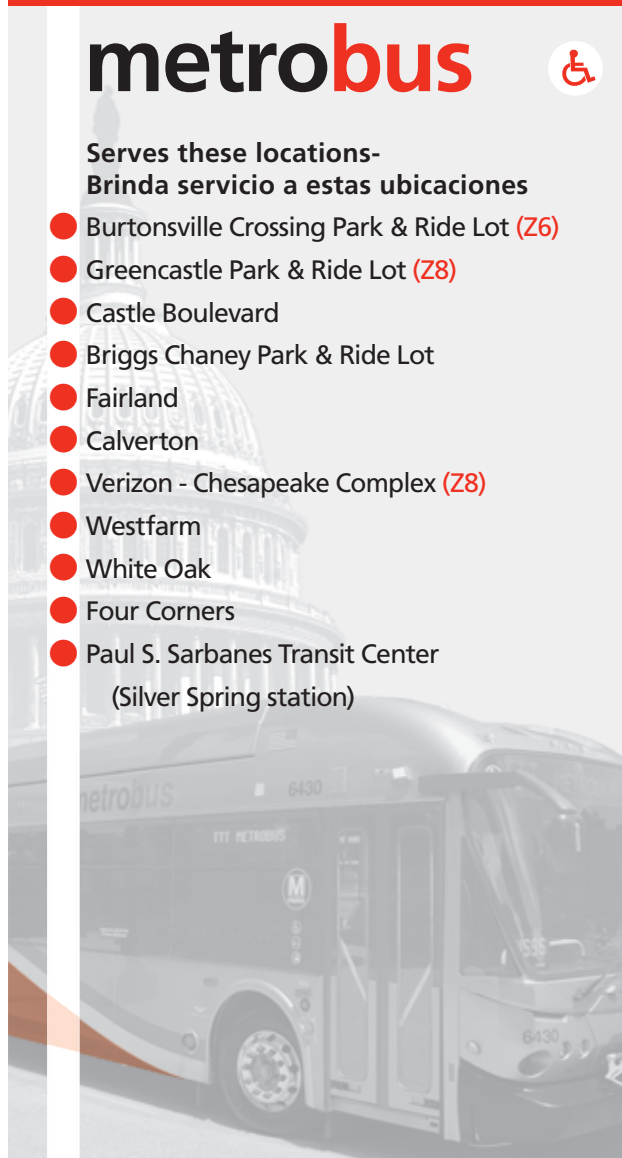 metrobus
Serves these locations-
Brinda servicio a estas ubicaciones
Burtonsville Crossing Park & Ride Lot (Z6)
Greencastle Park & Ride Lot (Z8)
Castle Boulevard
Briggs Chaney Park & Ride Lot
Fairland
Calverton
Verizon - Chesapeake Complex (Z8)
Westfarm
White Oak
Four Corners
Paul S. Sarbanes Transit Center
(Silver Spring station)
metrobus
6430
TTT METROBUS
M
6430